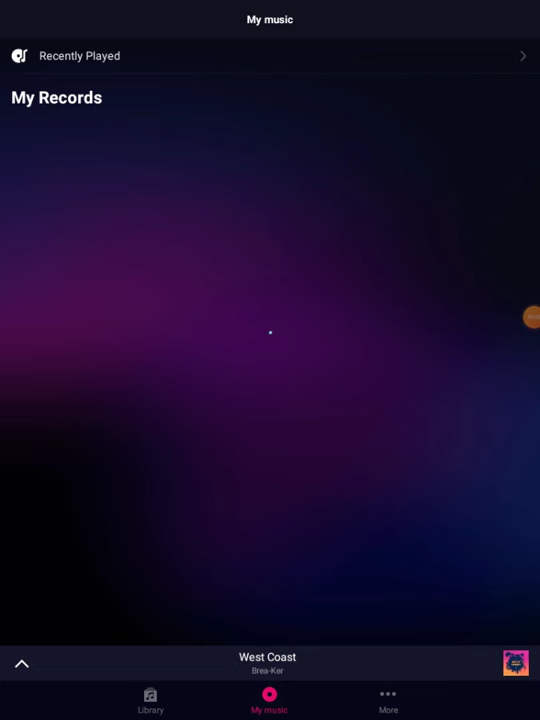 My music
Recently Played
My Records
West Coast
Brea-Ker
Library
My music
More